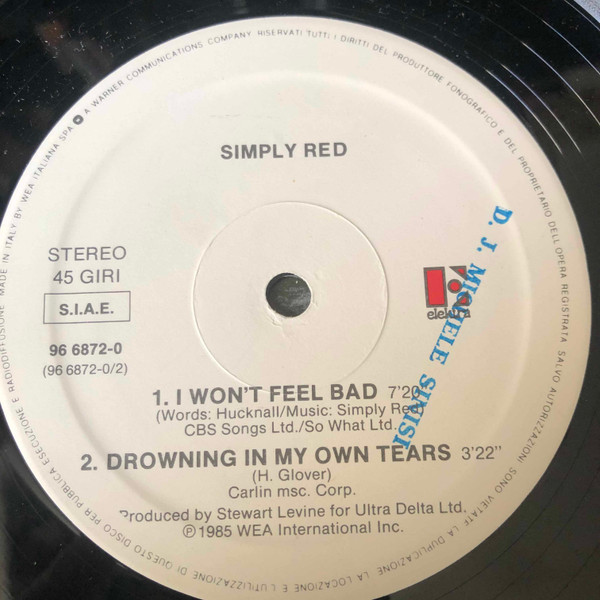 MADE IN ITALY BY WEA ITALIANA SPA - A WARNER COMMUNICATIONS COMPANY. RISERVATI TUTTI I DIRITTI DEL PRODUTTORE FONOGRAFICO E DEL PROPRIETARIO DELL'OPERA REGISTRATA. SALVO AUTORIZZAZIONI SONO VIETATE LA DUPLICAZIONE LA LOCAZIONE E L'UTILIZZAZIONE DI QUESTO DISCO PER PUBBLICA ESECUZIONE E RADIODIFFUSIONE
SIMPLY RED
STEREO
45 GIRI
S.I.A.E.
elektra
D. J. MICHELE SINISI
96 6872-0
(96 6872-0/2)
1. I WON'T FEEL BAD 7'20
(Words: Hucknall/Music: Simply Red)
CBS Songs Ltd./So What Ltd.
2. DROWNING IN MY OWN TEARS 3'22"
(H. Glover)
Carlin msc. Corp.
Produced by Stewart Levine for Ultra Delta Ltd.
℗1985 WEA International Inc.